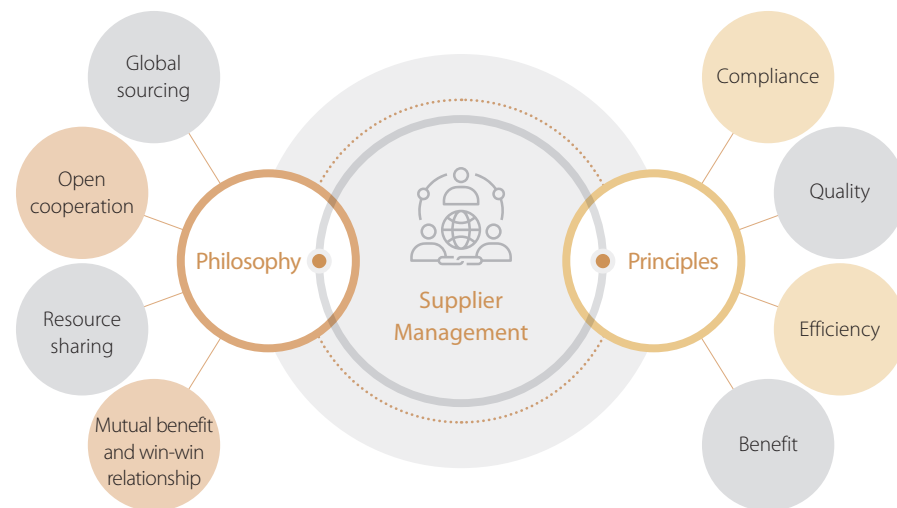 Global
sourcing
Open
cooperation
Resource
sharing
Mutual benefit
and win-win
relationship
Philosophy
Supplier
Management
Principles
Compliance
Quality
Efficiency
Benefit